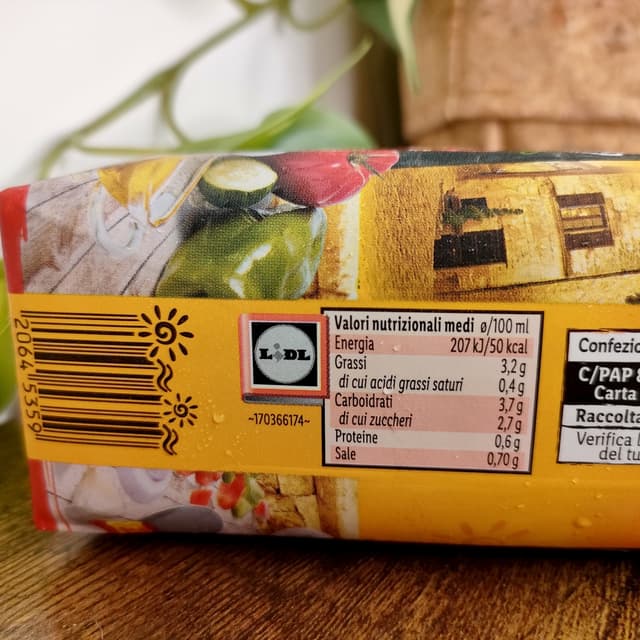 2064 5359
LIDL
~170366174~
Valori nutrizionali medi ø/100 ml
Energia 207 kJ/50 kcal
Grassi 3,2 g
di cui acidi grassi saturi 0,4 g
Carboidrati 3,7 g
di cui zuccheri 2,7 g
Proteine 0,6 g
Sale 0,70 g
Confezio
C/PAP 8
Carta
Raccolta
Verifica
del tu